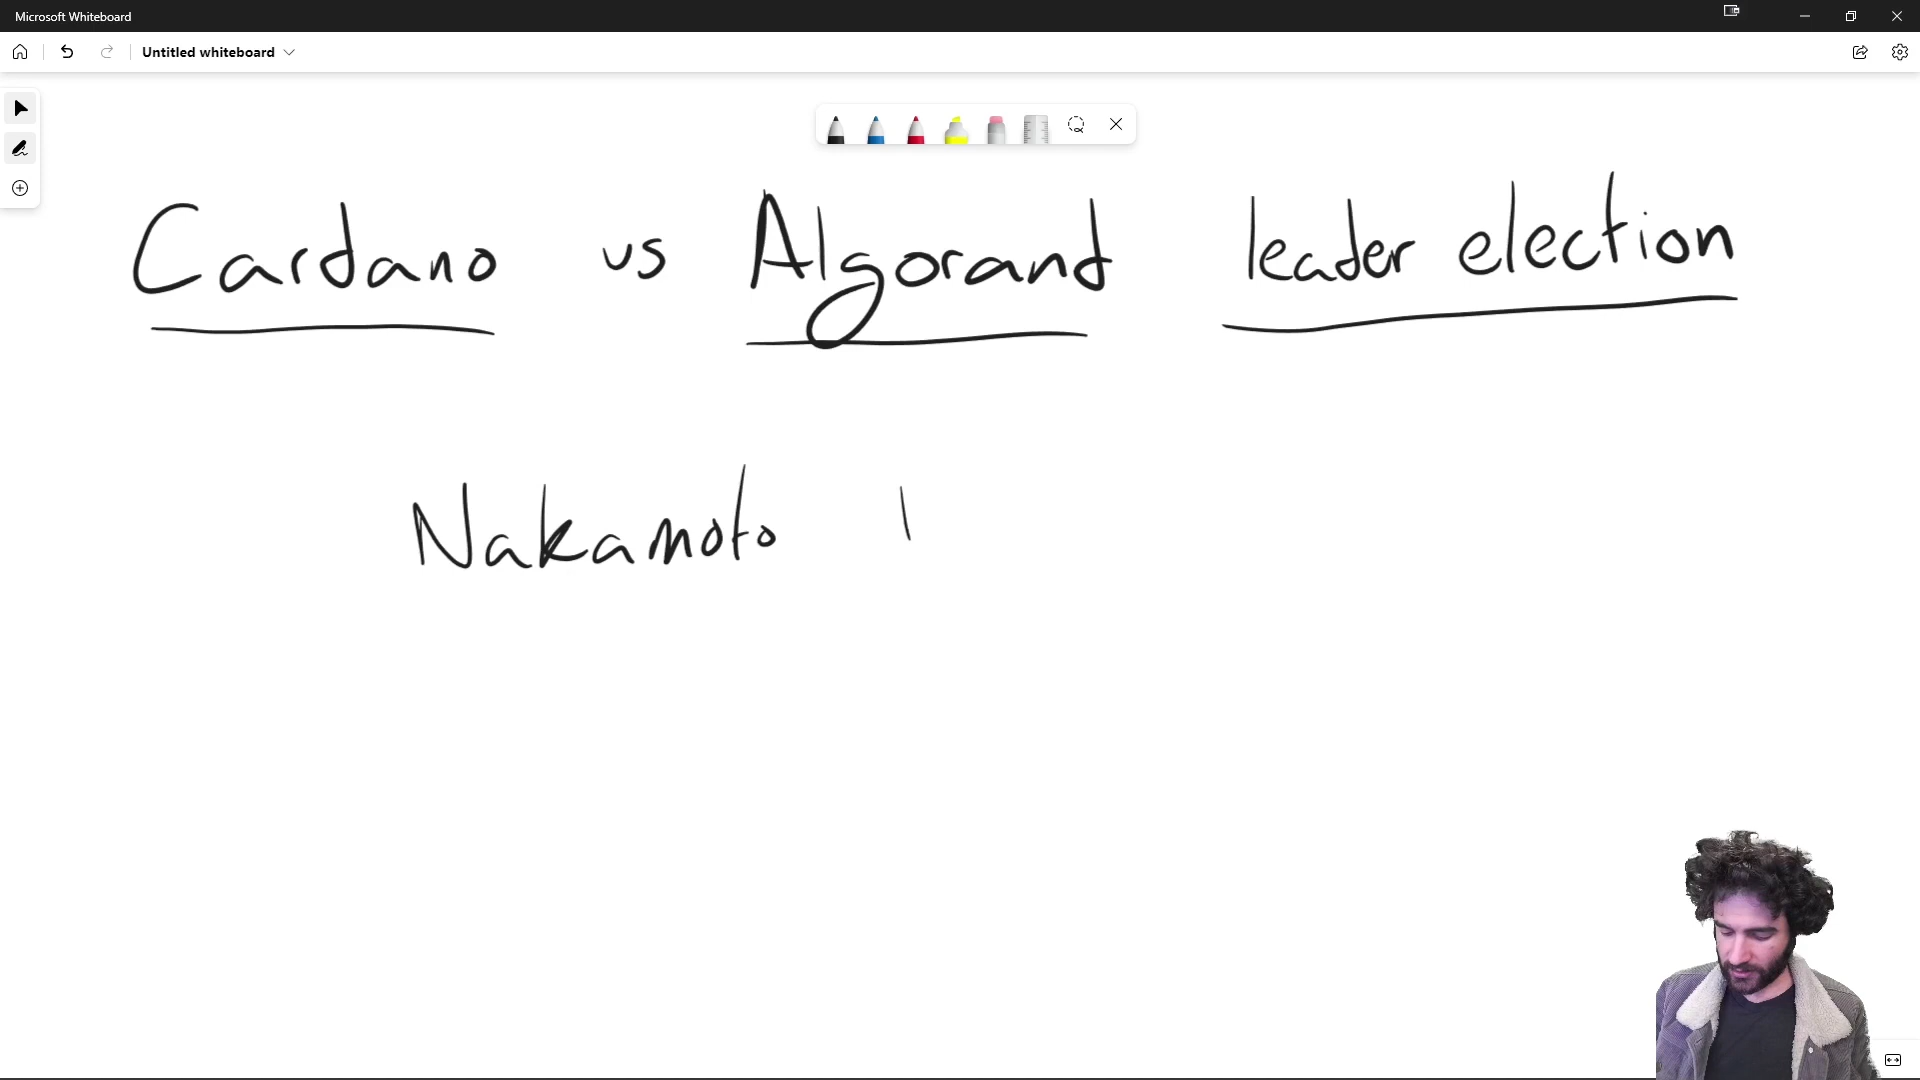 Microsoft Whiteboard
Untitled whiteboard
Cardano vs Algorand leader election
Nakamoto